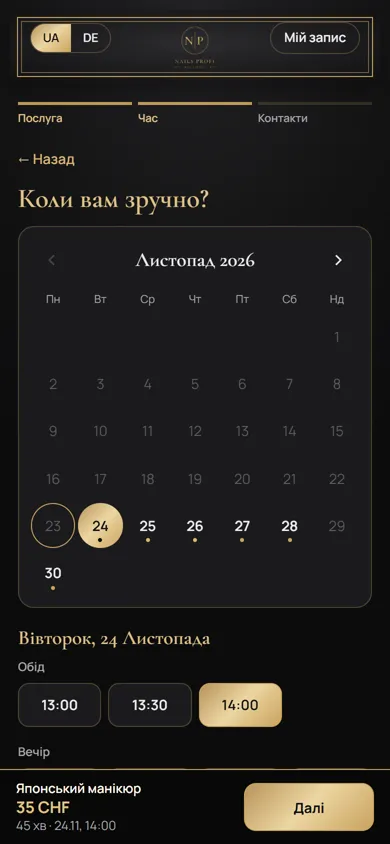 UA DE
N P
NAILS PROFI
Мій запис
Послуга Час Контакти
← Назад
Коли вам зручно?
Листопад 2026
Пн Вт Ср Чт Пт Сб Нд
1
2 3 4 5 6 7 8
9 10 11 12 13 14 15
16 17 18 19 20 21 22
23 24 25 26 27 28 29
30
Вівторок, 24 Листопада
Обід
13:00 13:30 14:00
Вечір
Японський манікюр
35 CHF
45 хв · 24.11, 14:00
Далі